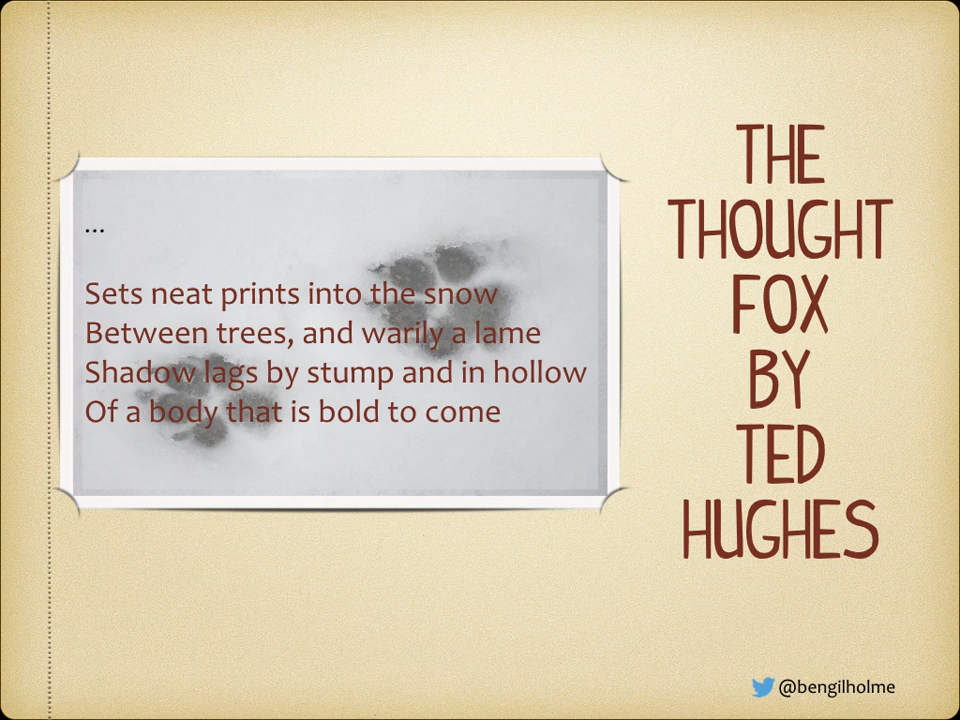 ...
Sets neat prints into the snow
Between trees, and warily a lame
Shadow lags by stump and in hollow
Of a body that is bold to come
THE
THOUGHT
FOX
BY
TED
HUGHES
@bengilholme